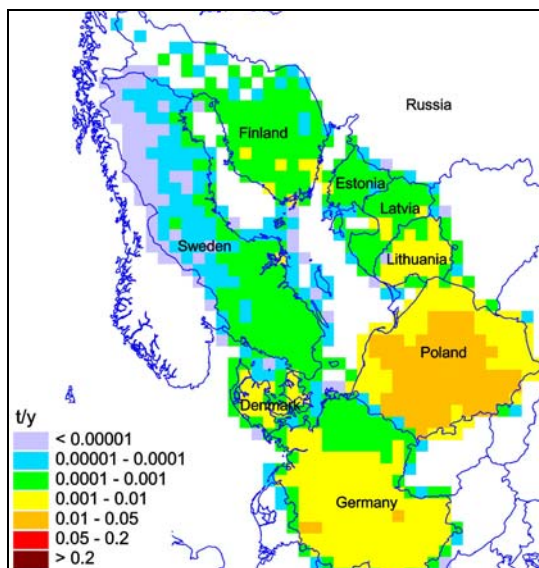 Russia
Finland
Estonia
Latvia
Sweden
Lithuania
Poland
Denmark
t/y
< 0.00001
0.00001 - 0.0001
0.0001 - 0.001
0.001 - 0.01
0.01 - 0.05
0.05 - 0.2
> 0.2
Germany